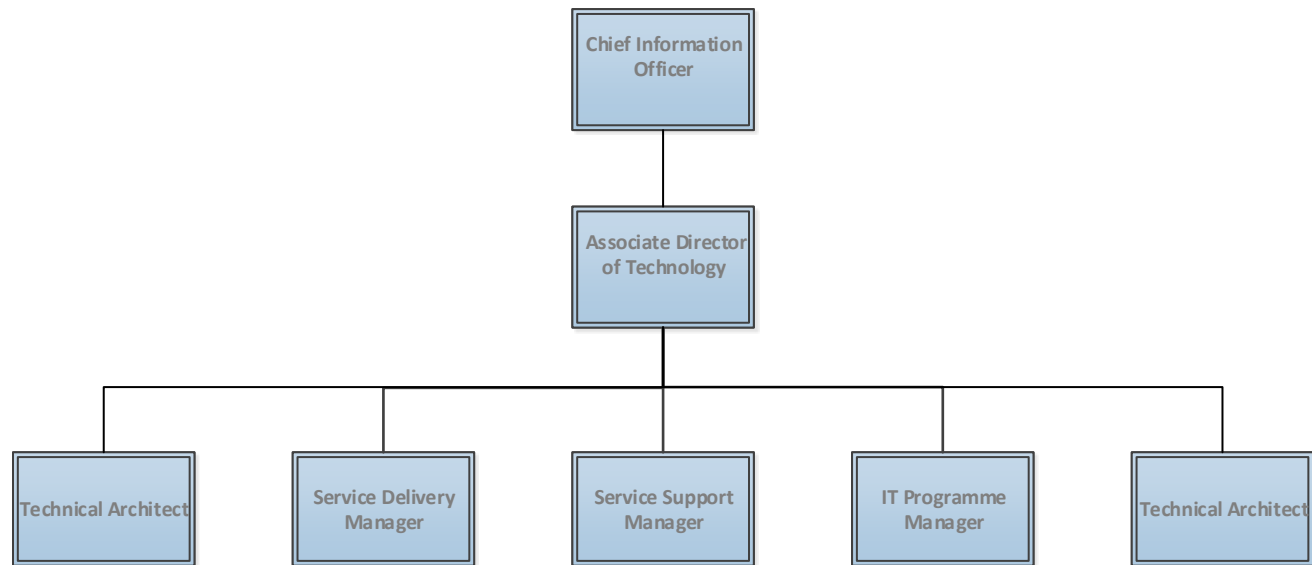 Chief Information
Officer
Associate Director
of Technology
Technical Architect
Service Delivery
Manager
Service Support
Manager
IT Programme
Manager
Technical Architect